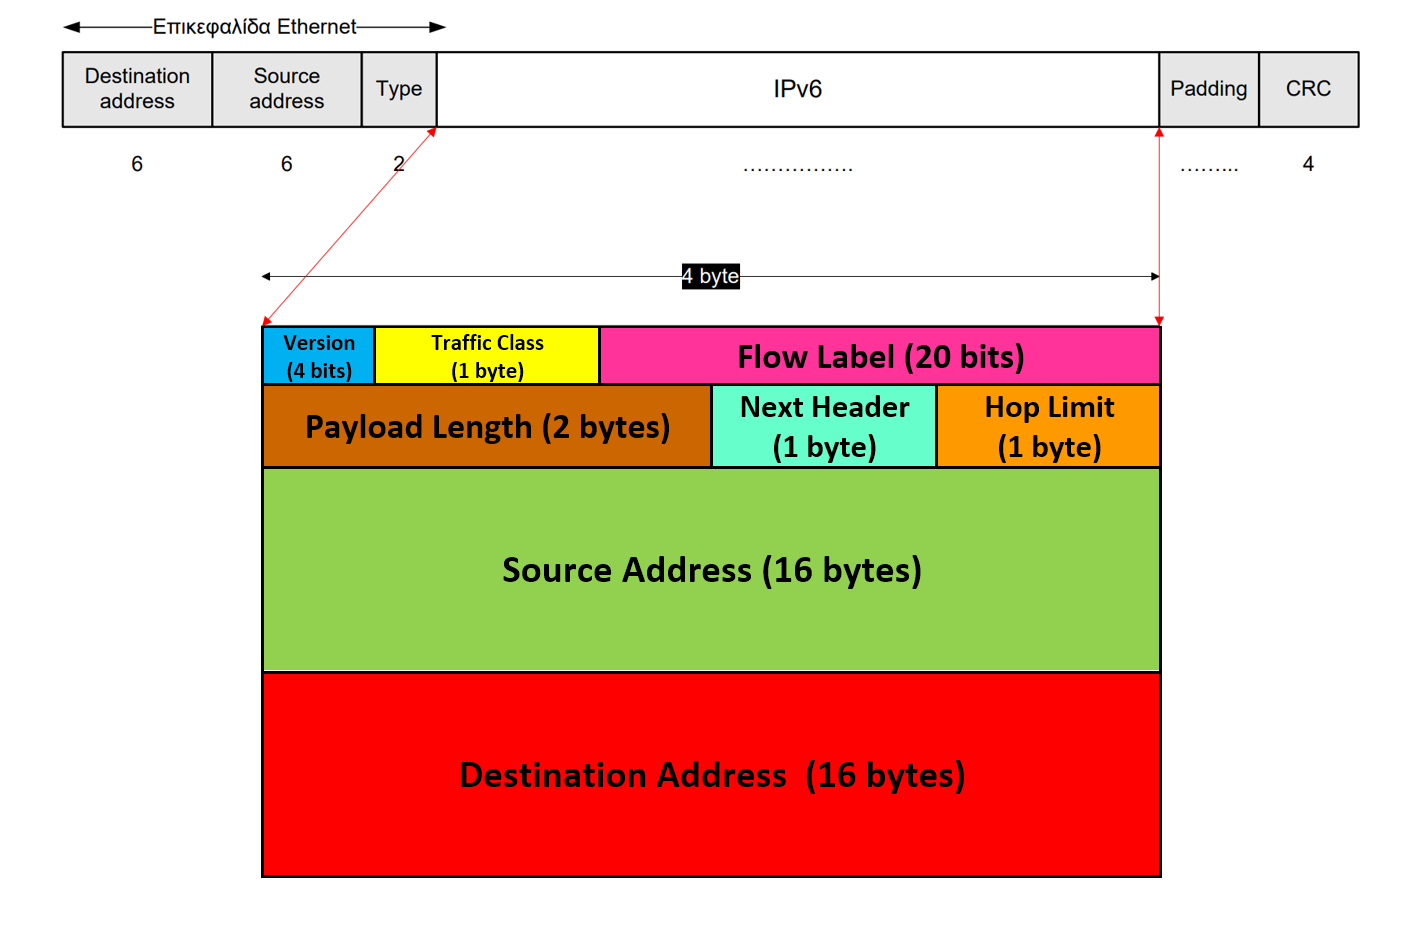 Επικεφαλίδα Ethernet
Destination address
Source address
Type
IPv6
Padding
CRC
6
6
2
................
.........
4
4 byte
Version
(4 bits)
Traffic Class
(1 byte)
Flow Label (20 bits)
Payload Length (2 bytes)
Next Header
(1 byte)
Hop Limit
(1 byte)
Source Address (16 bytes)
Destination Address  (16 bytes)